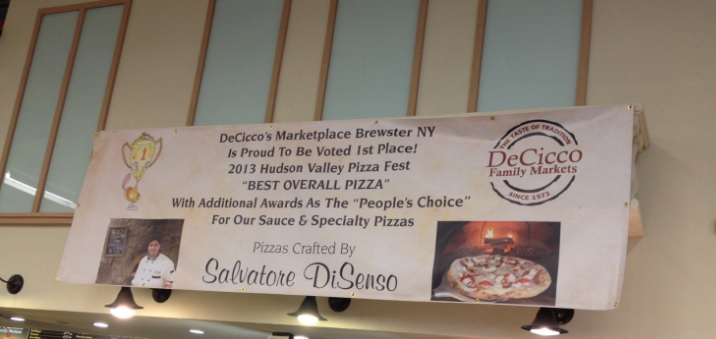 DeCicco's Marketplace Brewster NY
Is Proud To Be Voted 1st Place!
2013 Hudson Valley Pizza Fest
"BEST OVERALL PIZZA"
With Additional Awards As The "People's Choice"
For Our Sauce & Specialty Pizzas
Pizzas Crafted By
Salvatore DiSenso
#1
THE TASTE OF TRADITION
DeCicco
Family Markets
SINCE 1973